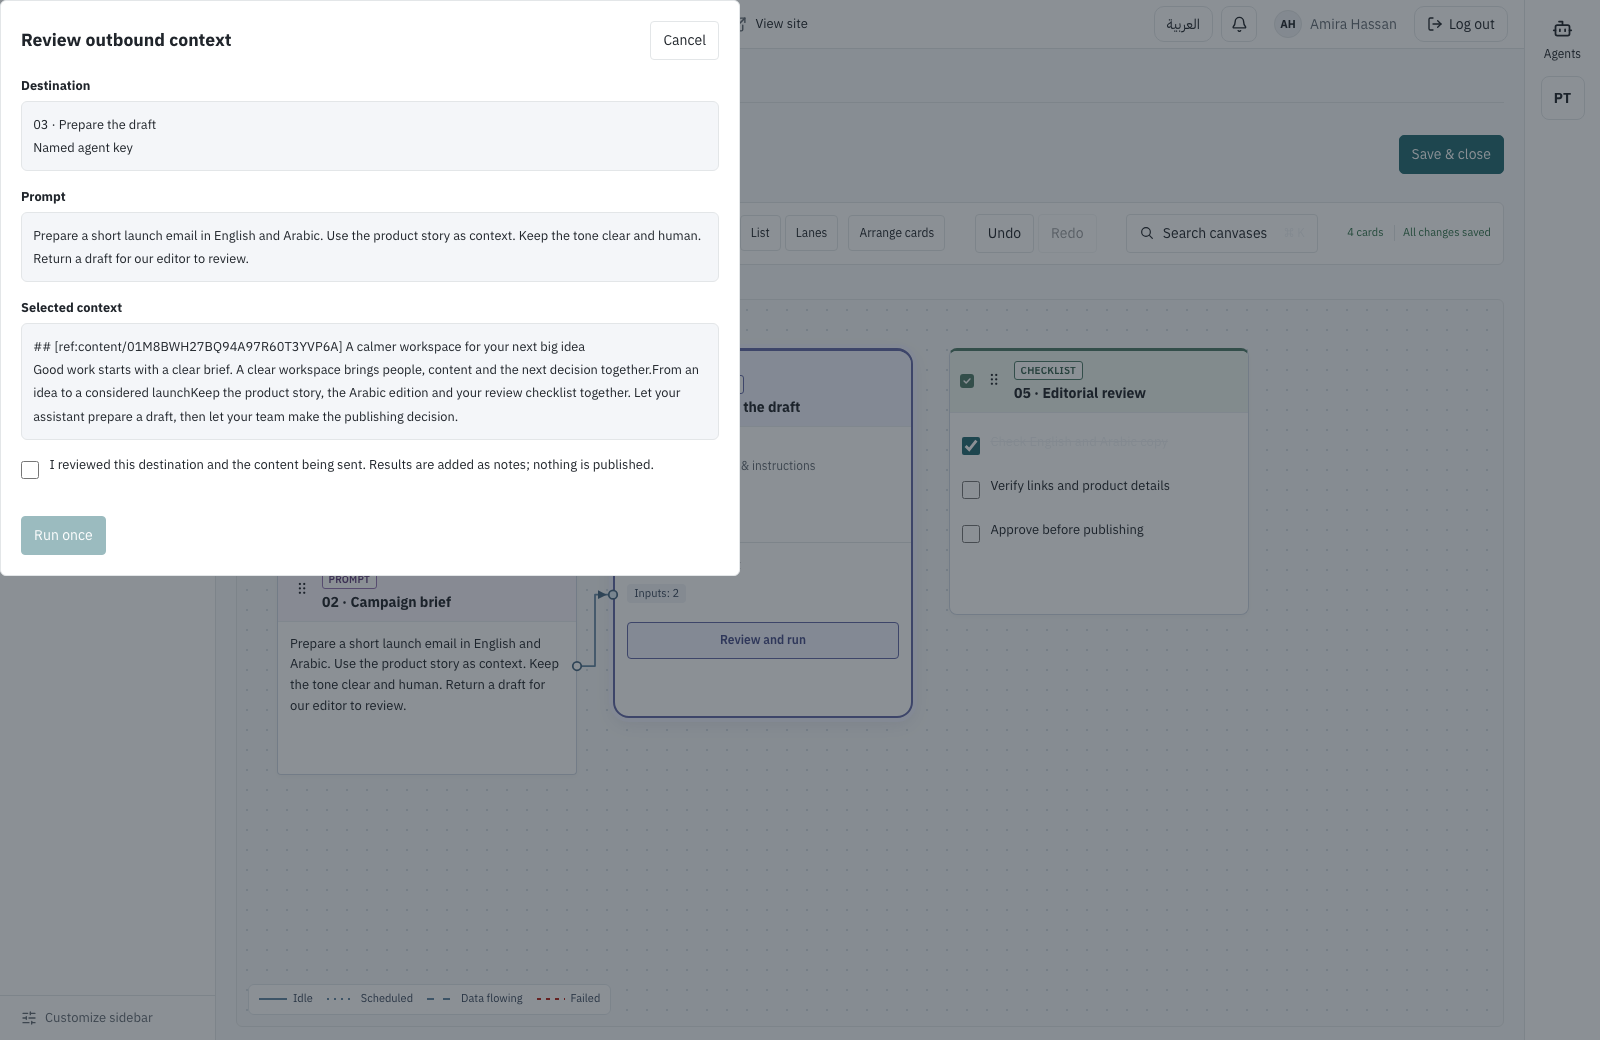 Review outbound context
Cancel
Destination
03 · Prepare the draft
Named agent key
Prompt
Prepare a short launch email in English and Arabic. Use the product story as context. Keep the tone clear and human.
Return a draft for our editor to review.
Selected context
## [ref:content/01M8BWH27BQ94A97R60T3YVP6A] A calmer workspace for your next big idea
Good work starts with a clear brief. A clear workspace brings people, content and the next decision together.From an
idea to a considered launchKeep the product story, the Arabic edition and your review checklist together. Let your
assistant prepare a draft, then let your team make the publishing decision.
I reviewed this destination and the content being sent. Results are added as notes; nothing is published.
Run once
View site
العربية
AH
Amira Hassan
Log out
Agents
PT
Save & close
List
Lanes
Arrange cards
Undo
Redo
Search canvases
4 cards
All changes saved
the draft
& instructions
Inputs: 2
Review and run
CHECKLIST
05 · Editorial review
Check English and Arabic copy
Verify links and product details
Approve before publishing
PROMPT
02 · Campaign brief
Prepare a short launch email in English and
Arabic. Use the product story as context. Keep
the tone clear and human. Return a draft for
our editor to review.
Idle
Scheduled
Data flowing
Failed
Customize sidebar